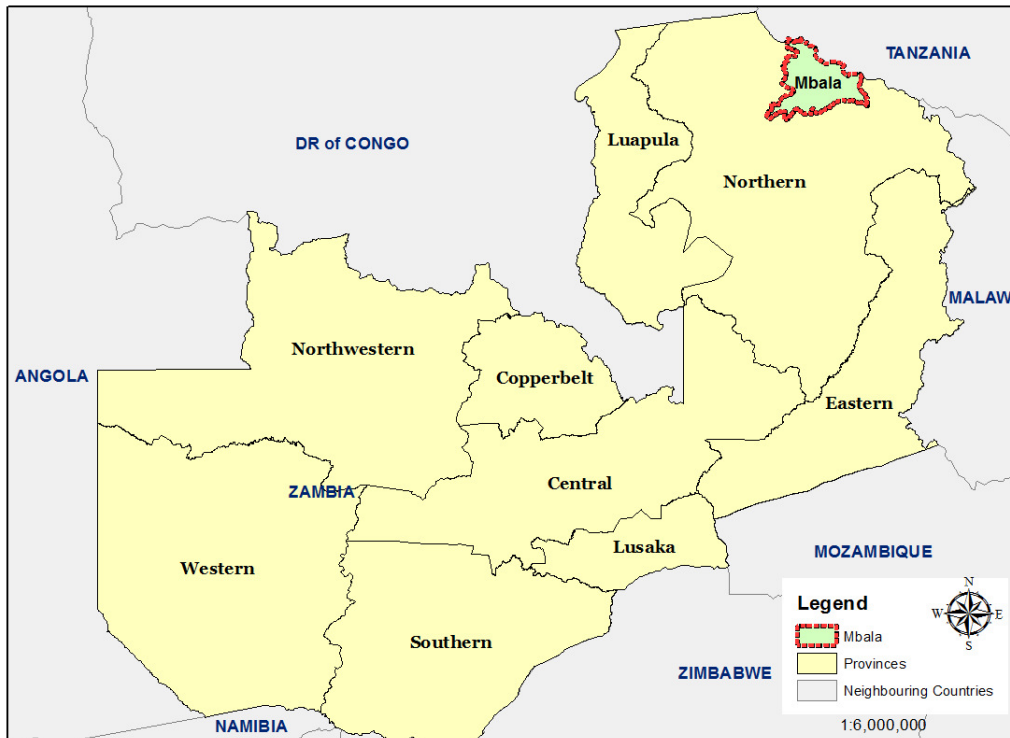 TANZANIA
Mbala
DR of CONGO
Luapula
Northern
MALAW
Northwestern
ANGOLA
Copperbelt
Eastern
ZAMBIA
Central
Lusaka
MOZAMBIQUE
Western
Southern
ZIMBABWE
NAMIBIA
Legend
N
W
E
S
Mbala
Provinces
Neighbouring Countries
1:6,000,000